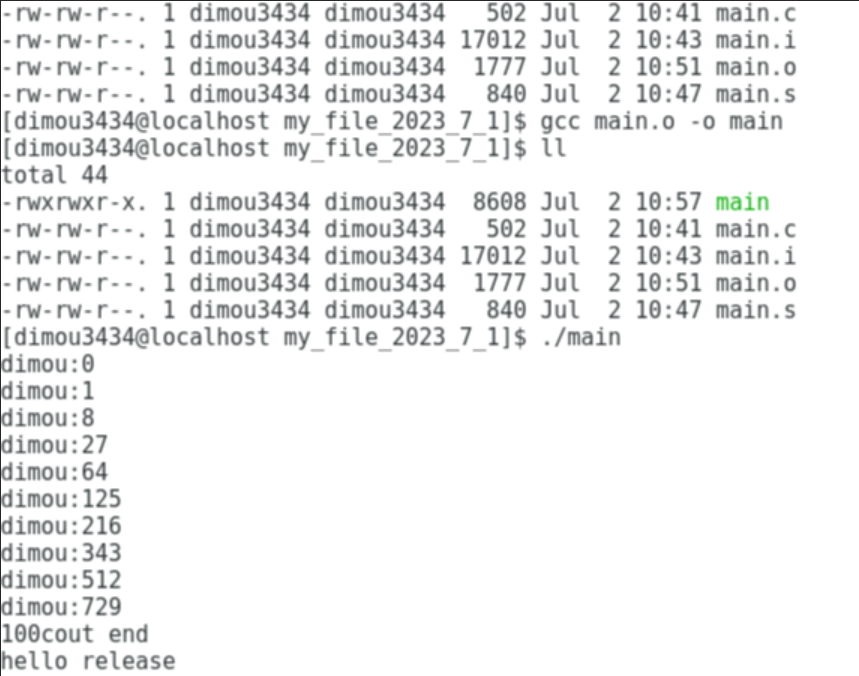 -rw-rw-r--. 1 dimou3434 dimou3434   502 Jul  2 10:41 main.c
-rw-rw-r--. 1 dimou3434 dimou3434 17012 Jul  2 10:43 main.i
-rw-rw-r--. 1 dimou3434 dimou3434  1777 Jul  2 10:51 main.o
-rw-rw-r--. 1 dimou3434 dimou3434   840 Jul  2 10:47 main.s
[dimou3434@localhost my_file_2023_7_1]$ gcc main.o -o main
[dimou3434@localhost my_file_2023_7_1]$ ll
total 44
-rwxrwxr-x. 1 dimou3434 dimou3434  8608 Jul  2 10:57 main
-rw-rw-r--. 1 dimou3434 dimou3434   502 Jul  2 10:41 main.c
-rw-rw-r--. 1 dimou3434 dimou3434 17012 Jul  2 10:43 main.i
-rw-rw-r--. 1 dimou3434 dimou3434  1777 Jul  2 10:51 main.o
-rw-rw-r--. 1 dimou3434 dimou3434   840 Jul  2 10:47 main.s
[dimou3434@localhost my_file_2023_7_1]$ ./main
dimou:0
dimou:1
dimou:8
dimou:27
dimou:64
dimou:125
dimou:216
dimou:343
dimou:512
dimou:729
100cout end
hello release